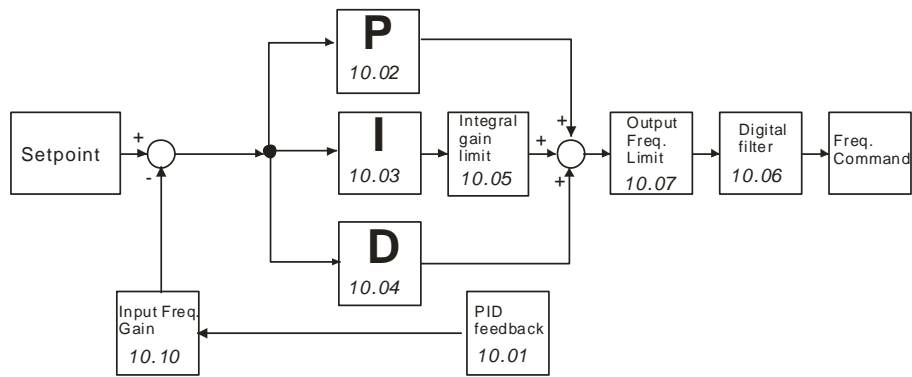 P
10.02
Setpoint
+
-
I
10.03
Integral
gain
limit
10.05
+
+
+
Output
Freq.
Limit
10.07
Digital
filter
10.06
Freq.
Command
D
10.04
Input Freq.
Gain
10.10
PID
feedback
10.01